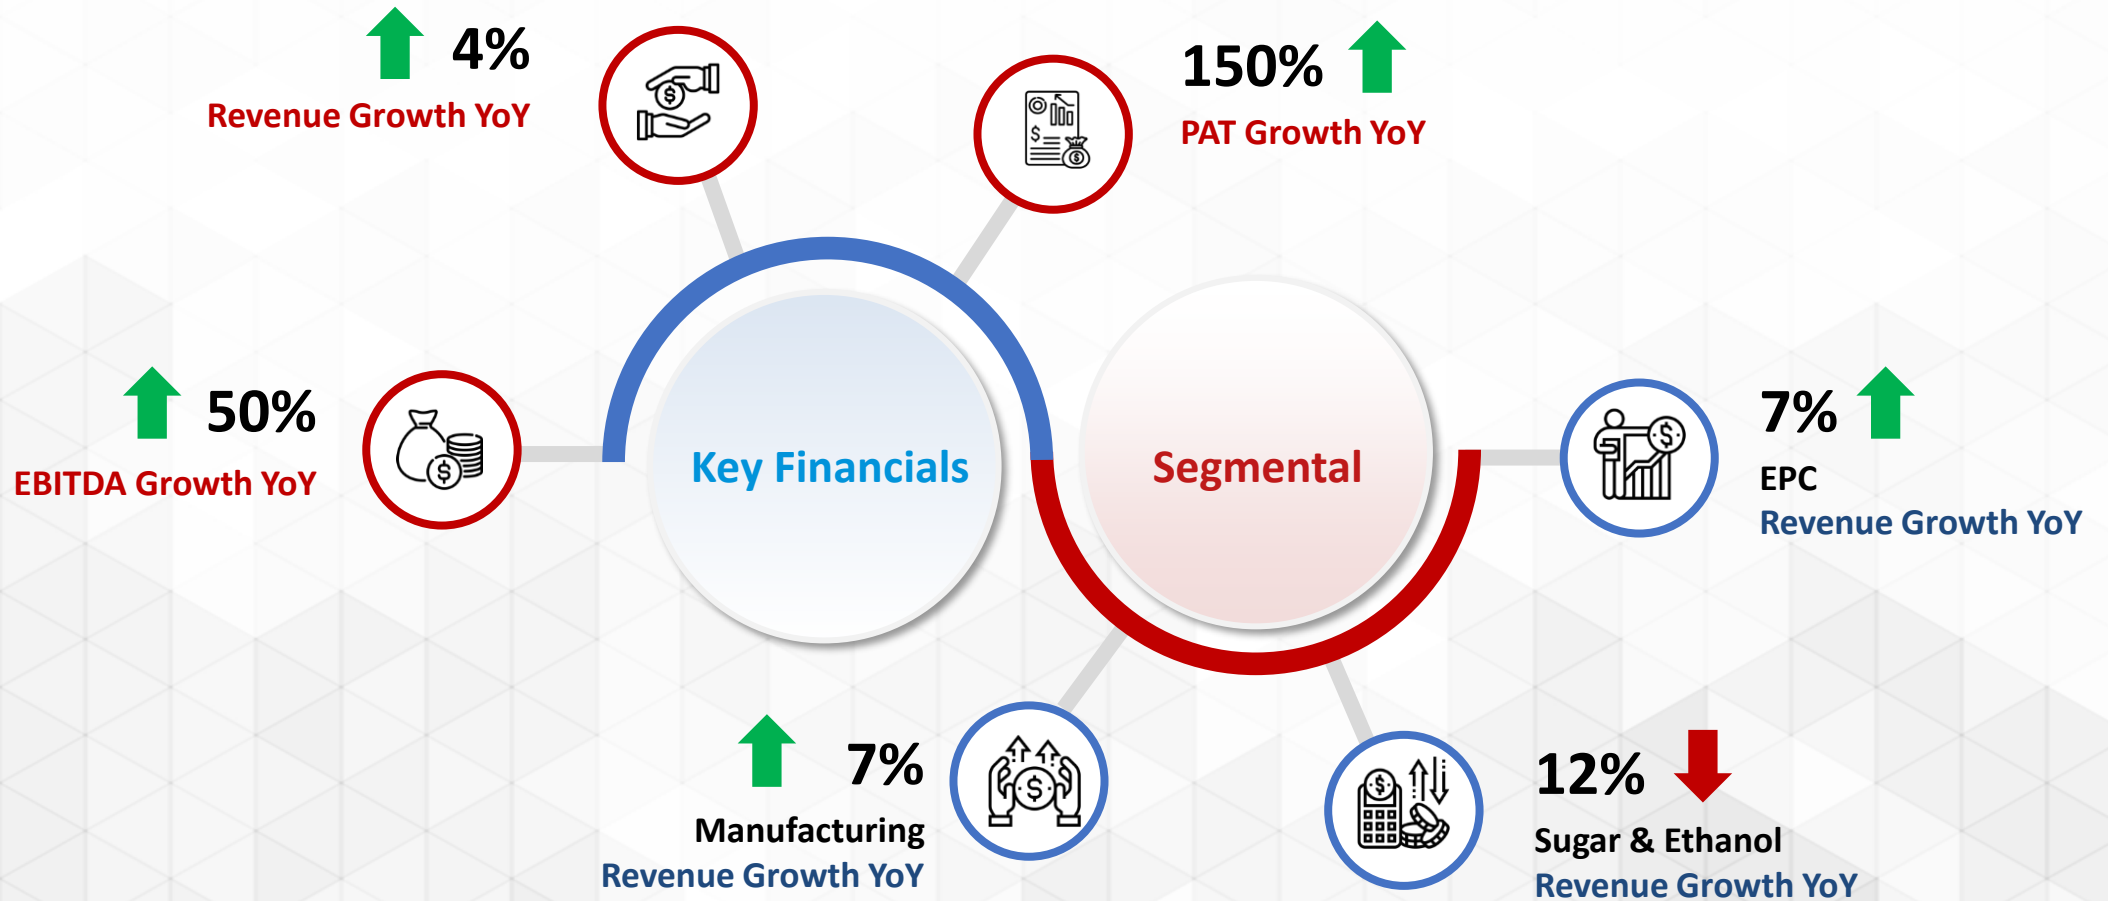 4%
Revenue Growth YoY
150%
PAT Growth YoY
50%
EBITDA Growth YoY
Key Financials
Segmental
7%
EPC
Revenue Growth YoY
7%
Manufacturing
Revenue Growth YoY
12%
Sugar & Ethanol
Revenue Growth YoY